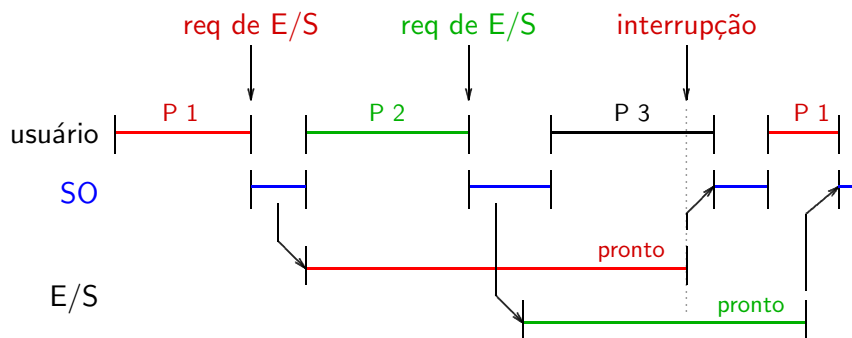 req de E/S
req de E/S
interrupção
P 1
P 2
P 3
P 1
usuário
SO
pronto
E/S
pronto